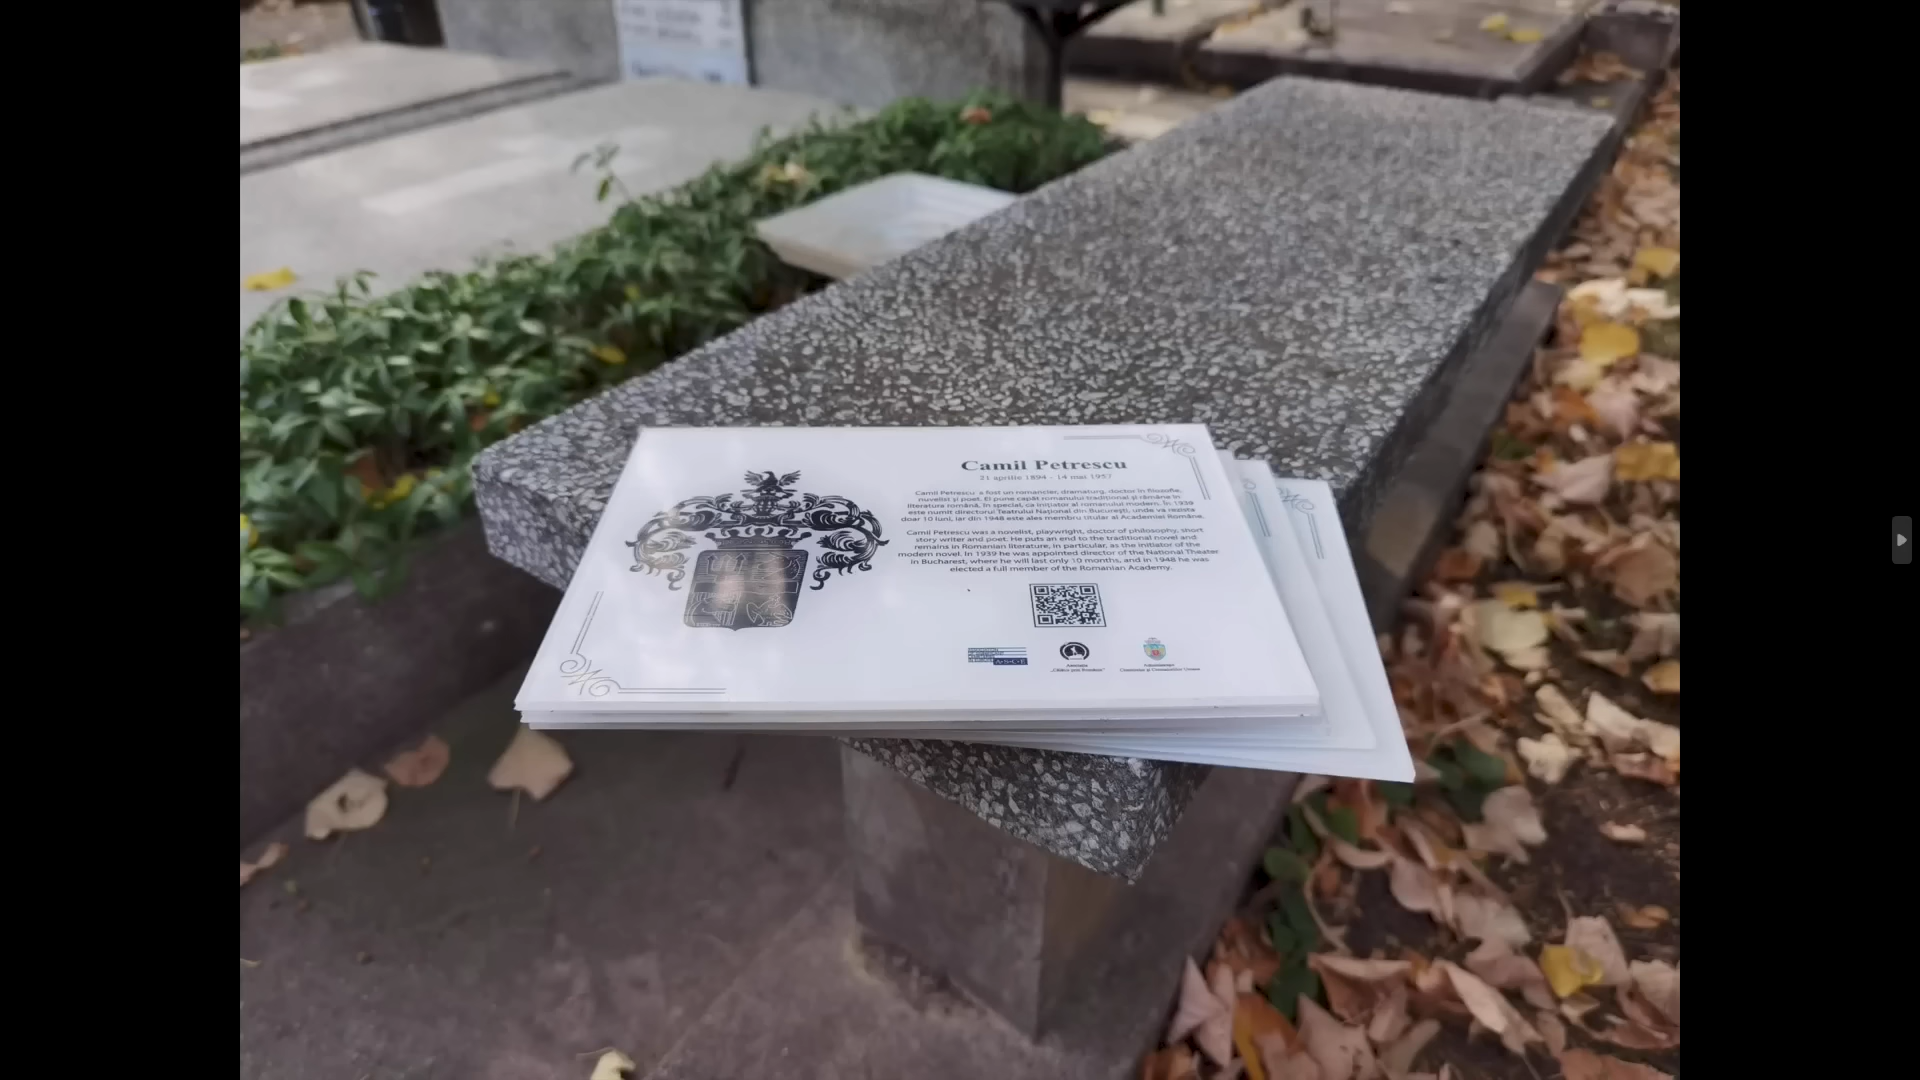 Camil Petrescu
21 aprilie 1894 - 14 mai 1957
Camil Petrescu a fost un romancier, dramaturg, doctor în filosofie,
nuvelist și poet. El pune capăt romanului tradițional și rămâne în
literatura română, în special, ca inițiator al romanului modern. În 1939
este numit directorul Teatrului Național din București, unde va rezista
doar 10 luni, iar din 1948 este ales membru titular al Academiei Române.
Camil Petrescu was a novelist, playwright, doctor of philosophy, short
story writer and poet. He puts an end to the traditional novel and
remains in Romanian literature, in particular, as the initiator of the
modern novel. In 1939 he was appointed director of the National Theater
in Bucharest, where he will last only 10 months, and in 1948 he was
elected a full member of the Romanian Academy.
A·S·C·E
Asociația
Administrația
Cimitirelor și Crematoriilor Umane